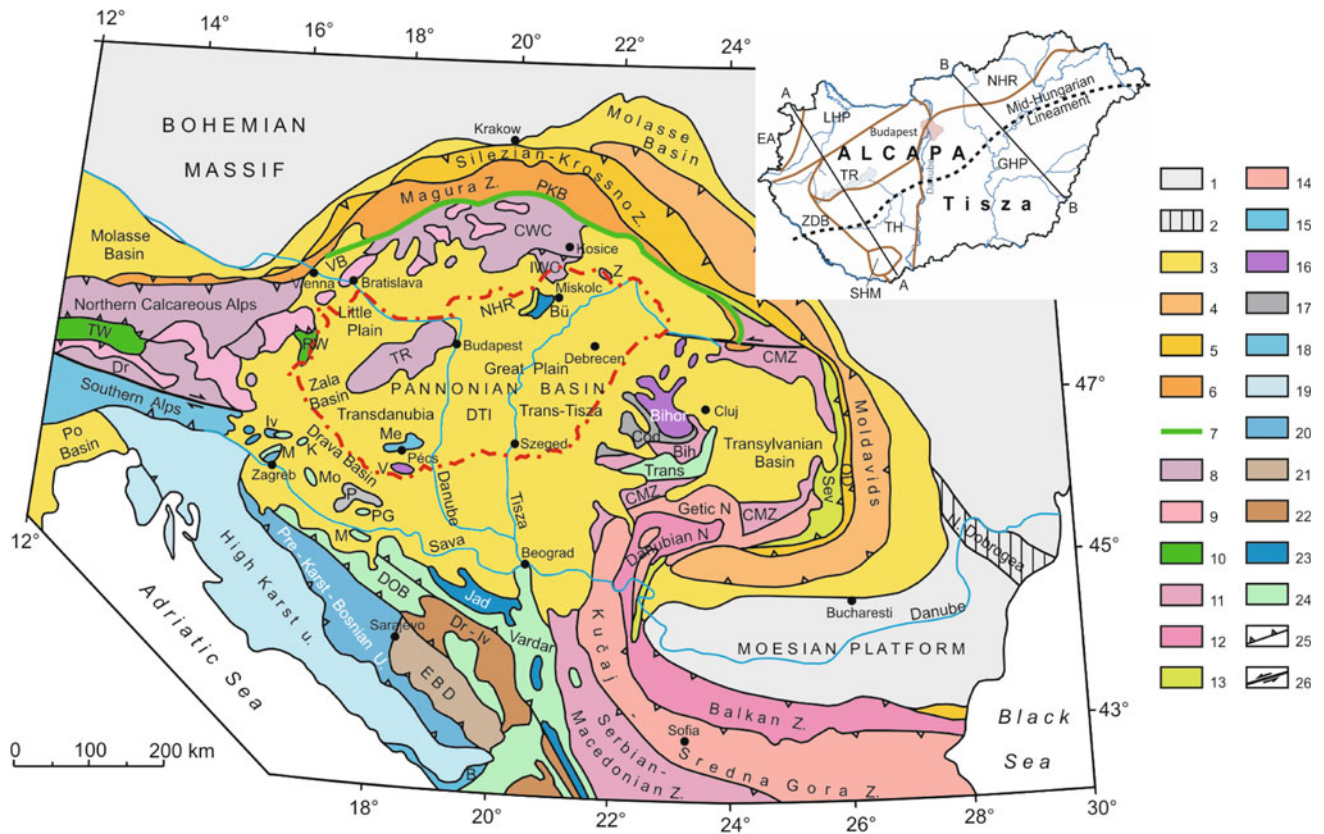 12°
14°
16°
18°
20°
22°
24°
BOHEMIAN
MASSIF
Krakow
Molasse
Basin
Silezian-Krossno Z.
Magura Z.
PKB
CWC
Kosice
IWC
Z
Miskolc
Bü
NHR
Molasse
Basin
VB
Vienna
Bratislava
Little
Plain
Northern Calcareous Alps
TW
RW
Dr
Southern Alps
TR
Budapest
Great Plain
Debrecen
Zala
Basin
PANNONIAN BASIN
Transdanubia
DTI
Trans-Tisza
Me
Pécs
V
Szeged
Drava Basin
Po
Basin
Iv
M
K
Zagreb
Mo
P
PG
M
Danube
Tisza
Sava
Beograd
CMZ
Bihor
Cluj
Cod
Bih
Transylvanian
Basin
Trans
CMZ
Getic N
CMZ
Danubian N
Sev
OD
Moldavids
N. Dobrogea
47°
45°
43°
12°
Adriatic Sea
High Karst u.
Pre-Karst-Bosnian U.
DOB
Jad
Sarajevo
Dr-Iv
Vardar
EBD
B
Kučaj-
Sredna Gora Z.
Serbian-
Macedonian Z.
Bucharesti
Danube
MOESIAN PLATFORM
Balkan Z.
Sofia
Black
Sea
0 100 200 km
18°
20°
22°
24°
26°
28°
30°
A
B
NHR
LHP
EA
Budapest
Mid-Hungarian
Lineament
ALCAPA
TR
Danube
GHP
Tisza
ZDB
TH
B
SHM
A
1
2
3
4
5
6
7
8
9
10
11
12
13
14
15
16
17
18
19
20
21
22
23
24
25
26